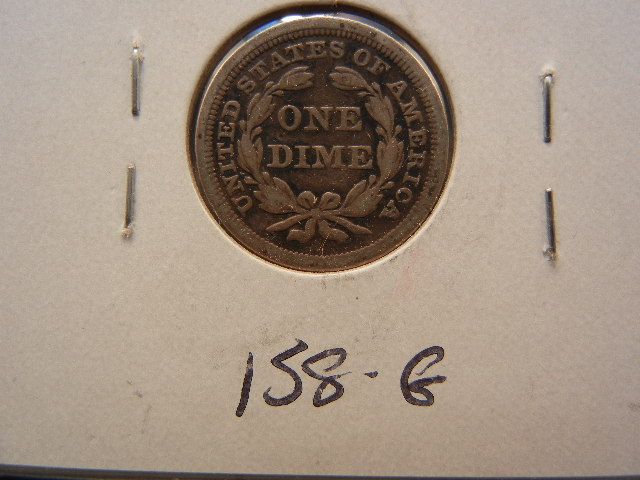 UNITED STATES OF AMERICA
ONE
DIME
158-G